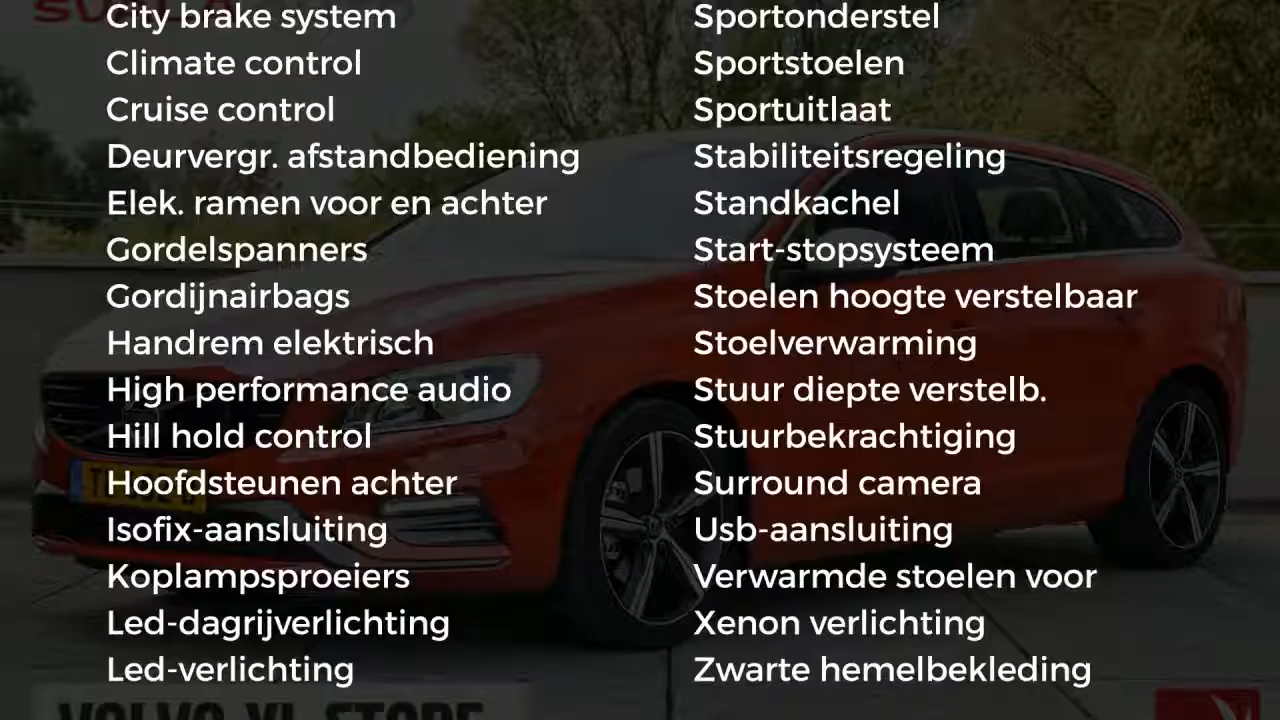 City brake system
Climate control
Cruise control
Deurvergr. afstandbediening
Elek. ramen voor en achter
Gordelspanners
Gordijnairbags
Handrem elektrisch
High performance audio
Hill hold control
Hoofdsteunen achter
Isofix-aansluiting
Koplampsproeiers
Led-dagrijverlichting
Led-verlichting
Sportonderstel
Sportstoelen
Sportuitlaat
Stabiliteitsregeling
Standkachel
Start-stopsysteem
Stoelen hoogte verstelbaar
Stoelverwarming
Stuur diepte verstelb.
Stuurbekrachtiging
Surround camera
Usb-aansluiting
Verwarmde stoelen voor
Xenon verlichting
Zwarte hemelbekleding
VOLVO XL STORE